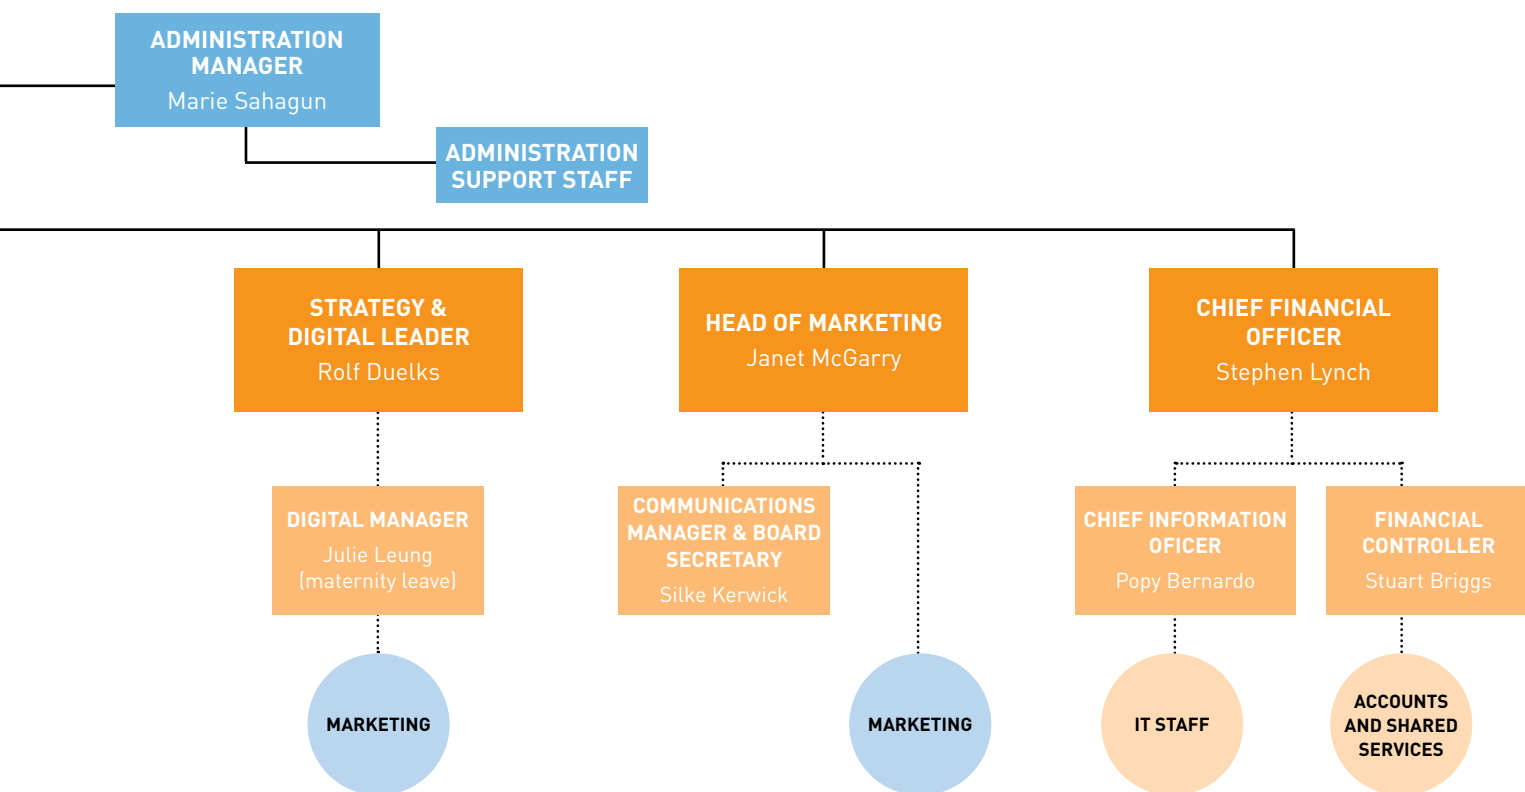 ADMINISTRATION
MANAGER
Marie Sahagun
ADMINISTRATION
SUPPORT STAFF
STRATEGY &
DIGITAL LEADER
Rolf Duelks
HEAD OF MARKETING
Janet McGarry
CHIEF FINANCIAL
OFFICER
Stephen Lynch
DIGITAL MANAGER
Julie Leung
(maternity leave)
COMMUNICATIONS
MANAGER & BOARD
SECRETARY
Silke Kerwick
CHIEF INFORMATION
OFICER
Popy Bernardo
FINANCIAL
CONTROLLER
Stuart Briggs
MARKETING
MARKETING
IT STAFF
ACCOUNTS
AND SHARED
SERVICES